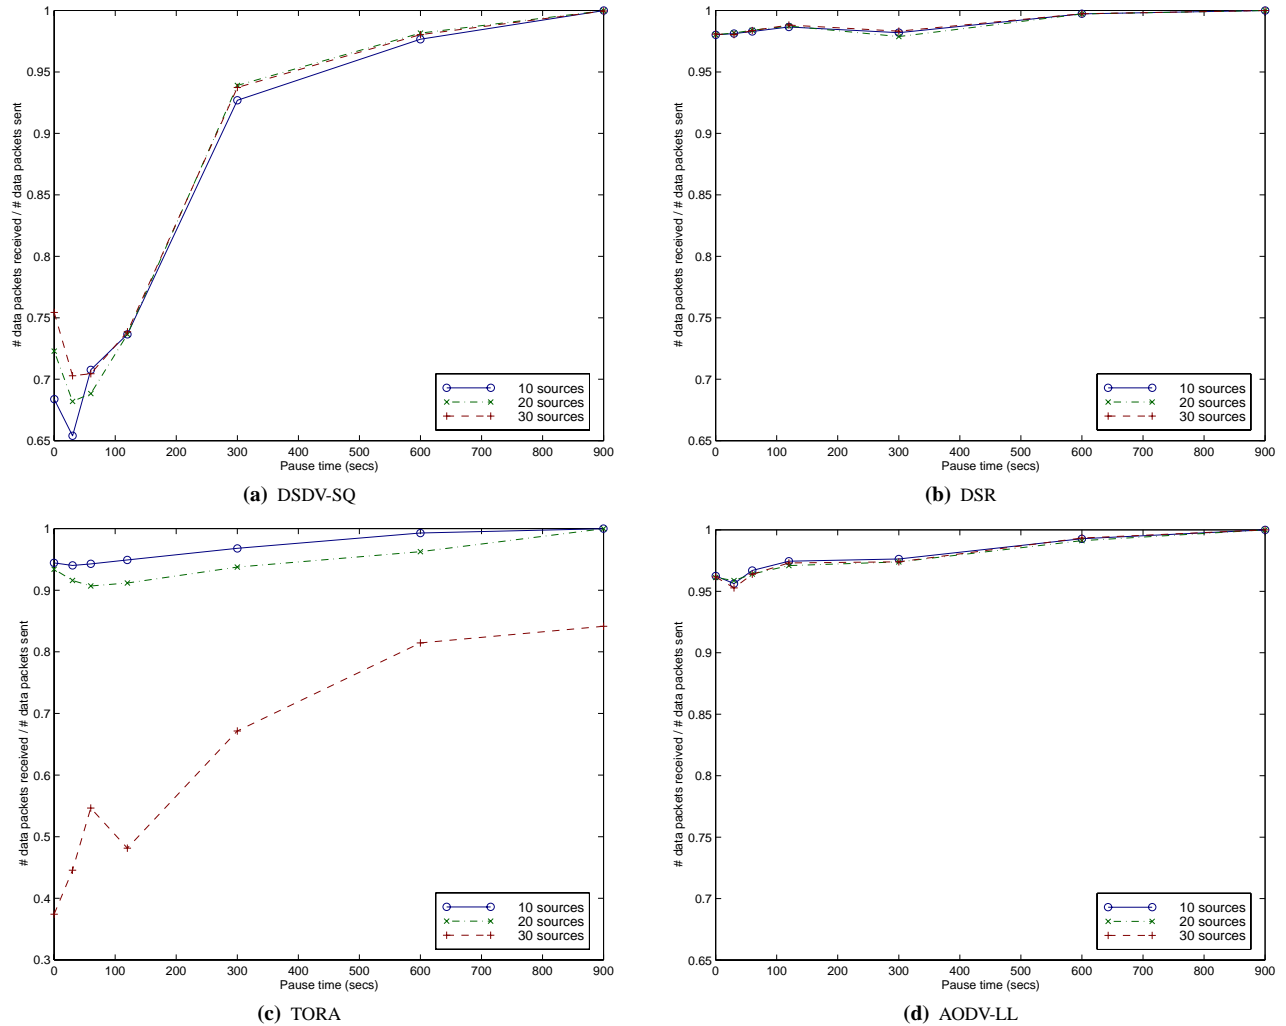 1
0.95
0.9
0.85
0.8
0.75
0.7
0.65
# data packets received / # data packets sent
10 sources
20 sources
30 sources
0 100 200 300 400 500 600 700 800 900
Pause time (secs)
(a) DSDV-SQ
1
0.95
0.9
0.85
0.8
0.75
0.7
0.65
# data packets received / # data packets sent
10 sources
20 sources
30 sources
0 100 200 300 400 500 600 700 800 900
Pause time (secs)
(b) DSR
1
0.9
0.8
0.7
0.6
0.5
0.4
0.3
# data packets received / # data packets sent
10 sources
20 sources
30 sources
0 100 200 300 400 500 600 700 800 900
Pause time (secs)
(c) TORA
1
0.95
0.9
0.85
0.8
0.75
0.7
0.65
# data packets received / # data packets sent
10 sources
20 sources
30 sources
0 100 200 300 400 500 600 700 800 900
Pause time (secs)
(d) AODV-LL